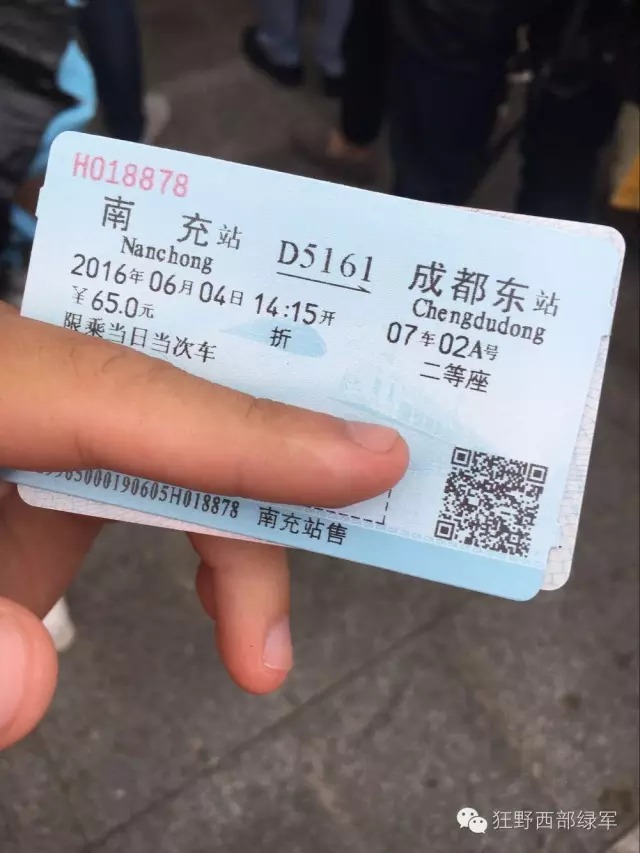 H018878
南充站 D5161 成都东站
Nanchong Chengdudong
2016年06月04日 14:15开 07车02A号
￥65.0元 折 二等座
限乘当日当次车
5000190605H018878 南充站售
狂野西部绿军